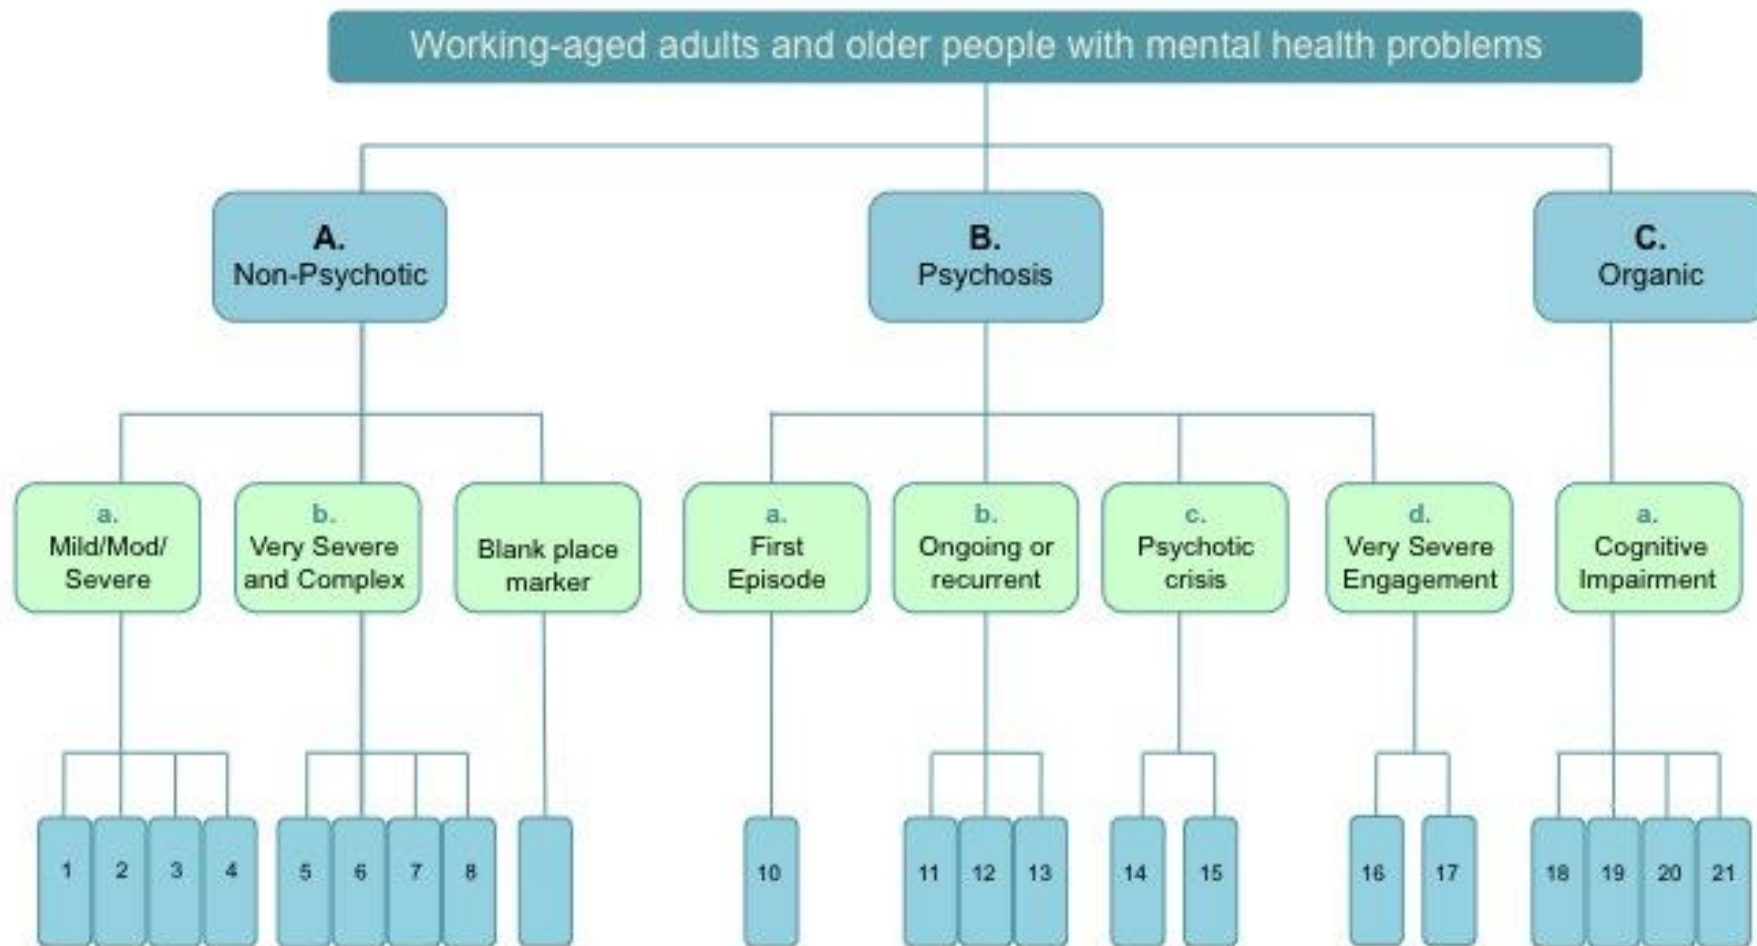 Working-aged adults and older people with mental health problems
A.
Non-Psychotic
B.
Psychosis
C.
Organic
a.
Mild/Mod/
Severe
b.
Very Severe
and Complex
Blank place
marker
a.
First
Episode
b.
Ongoing or
recurrent
c.
Psychotic
crisis
d.
Very Severe
Engagement
a.
Cognitive
Impairment
1
2
3
4
5
6
7
8
10
11
12
13
14
15
16
17
18
19
20
21